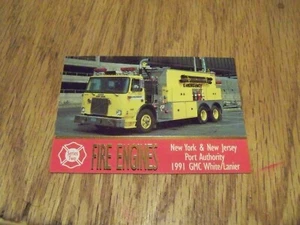 FIRE ENGINES
New York & New Jersey
Port Authority
1991 GMC White/Lanier